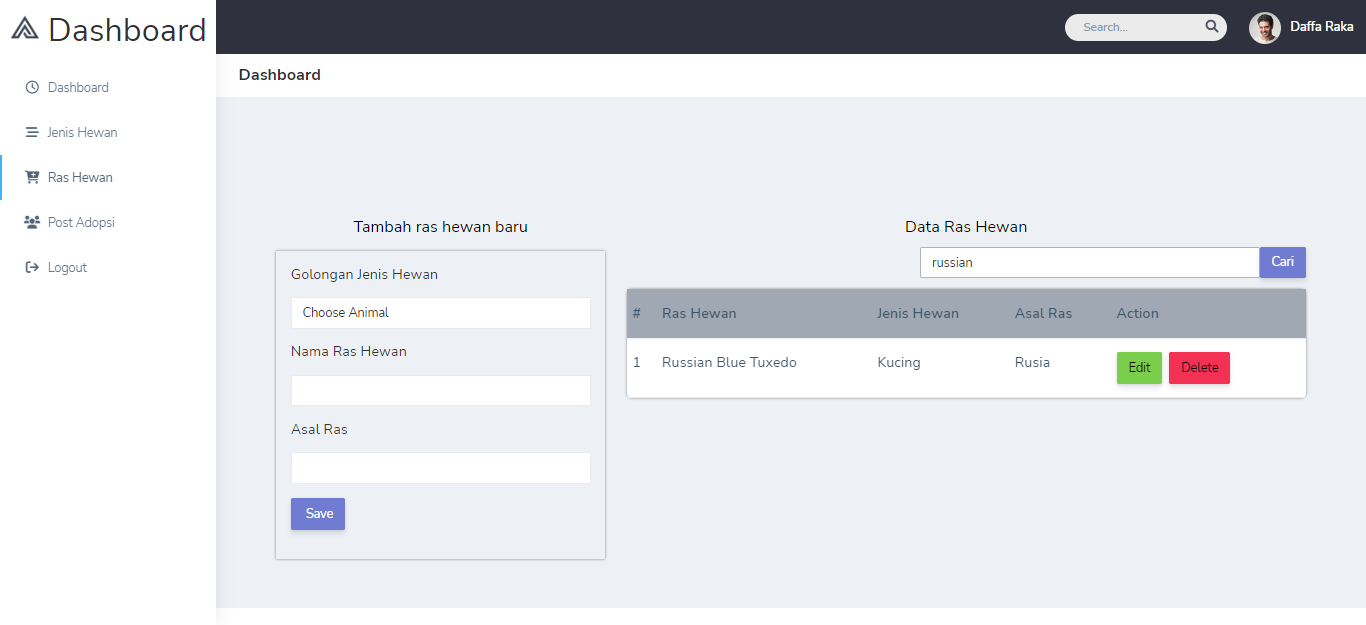 Dashboard
Search...
Daffa Raka
Dashboard
Dashboard
Jenis Hewan
Ras Hewan
Post Adopsi
Logout
Tambah ras hewan baru
Golongan Jenis Hewan
Choose Animal
Nama Ras Hewan
Asal Ras
Save
Data Ras Hewan
russian Cari
# Ras Hewan Jenis Hewan Asal Ras Action
1 Russian Blue Tuxedo Kucing Rusia Edit Delete